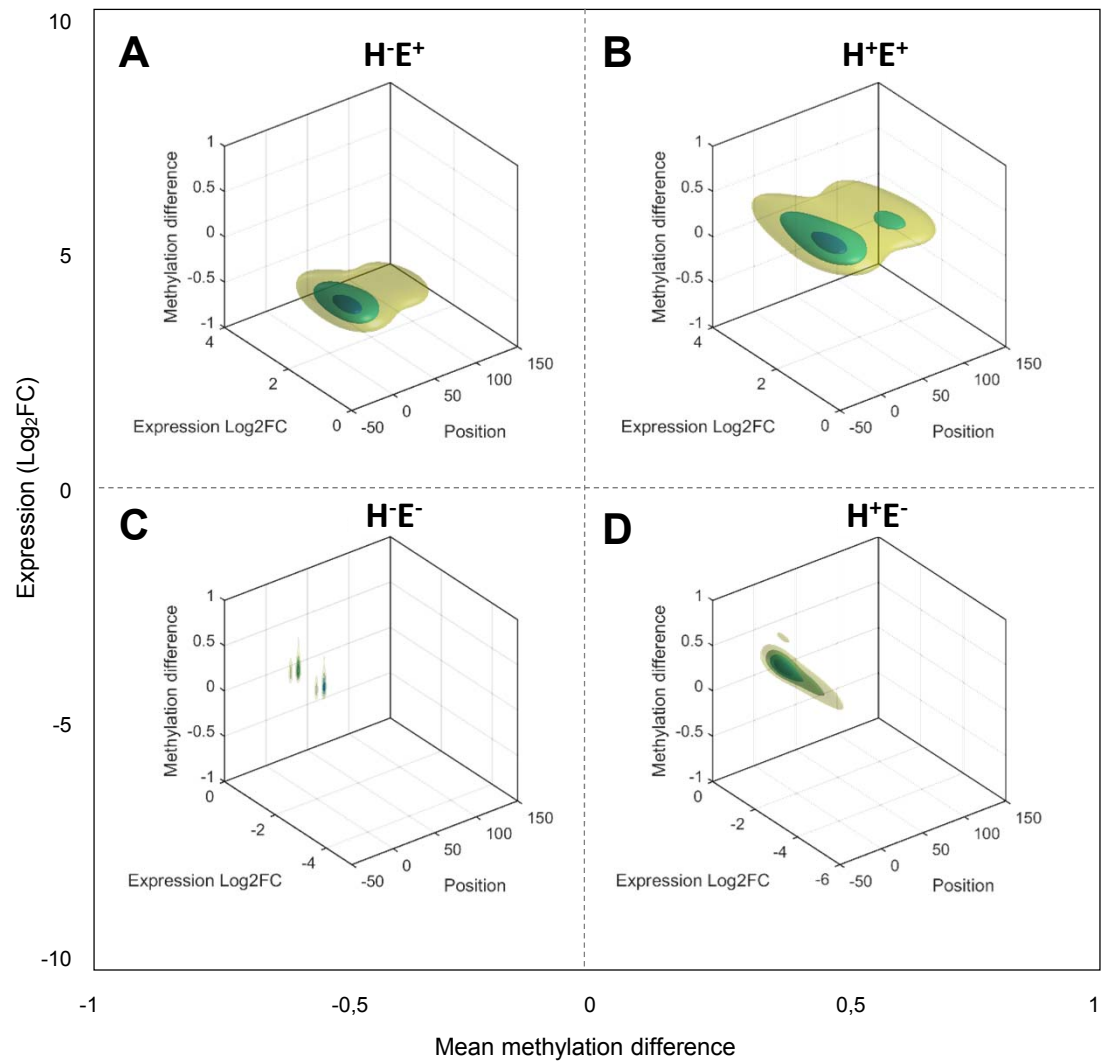 10
A
H⁻E⁺
1
0.5
0
-0.5
-1
Methylation difference
4
2
0
Expression Log2FC
-50
0
50
100
150
Position
B
H⁺E⁺
1
0.5
0
-0.5
-1
Methylation difference
4
2
0
Expression Log2FC
-50
0
50
100
150
Position
5
0
-5
-10
Expression (Log₂FC)
C
H⁻E⁻
1
0.5
0
-0.5
-1
Methylation difference
0
-2
-4
Expression Log2FC
-50
0
50
100
150
Position
D
H⁺E⁻
1
0.5
0
-0.5
-1
Methylation difference
0
-2
-4
-6
Expression Log2FC
-50
0
50
100
150
Position
-1
-0,5
0
0,5
1
Mean methylation difference